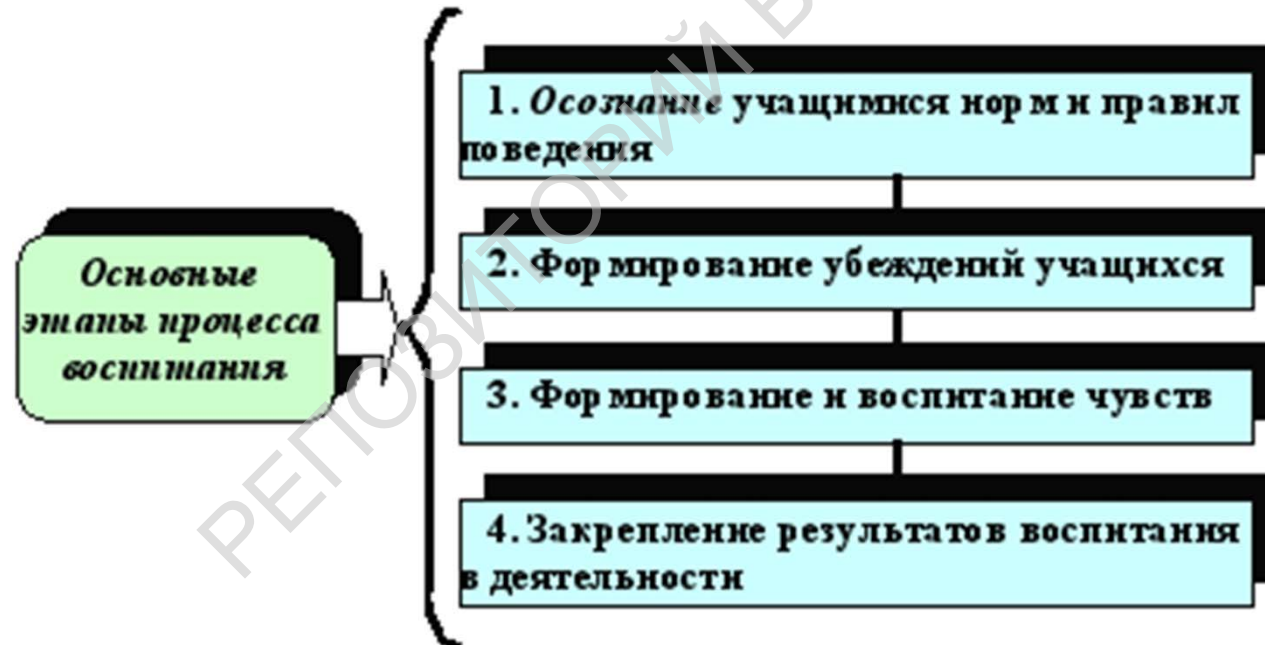 Основные
этапы процесса
воспитания
1. Осознание учащимися норм и правил
поведения
2. Формирование убеждений учащихся
3. Формирование и воспитание чувств
4. Закрепление результатов воспитания
в деятельности
РЕПОЗИТОРИЙ В